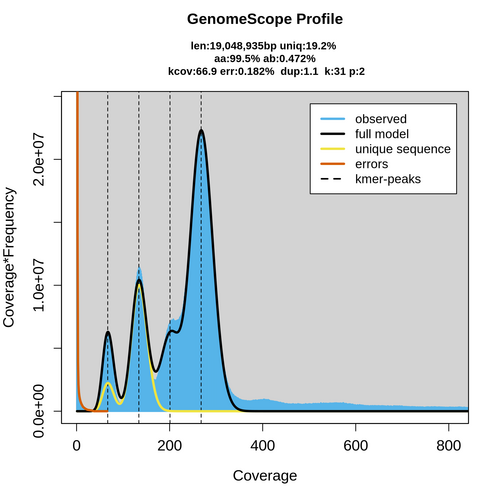 GenomeScope Profile
len:19,048,935bp uniq:19.2%
aa:99.5% ab:0.472%
kcov:66.9 err:0.182% dup:1.1 k:31 p:2
observed
full model
unique sequence
errors
kmer-peaks
Coverage*Frequency
2.0e+07
1.0e+07
0.0e+00
0 200 400 600 800
Coverage